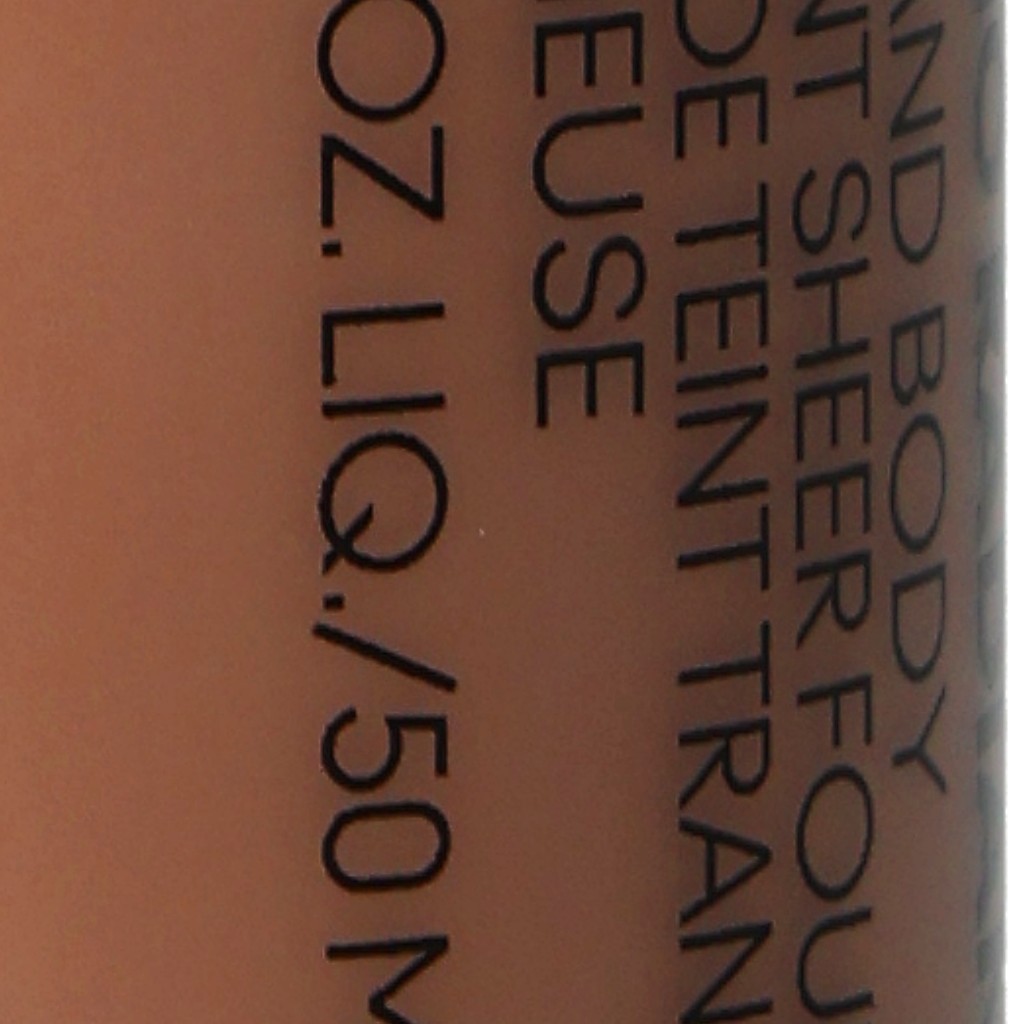 AND BODY
NT SHEER FOU
DE TEINT TRAN
EUSE
OZ. LIQ./50 M